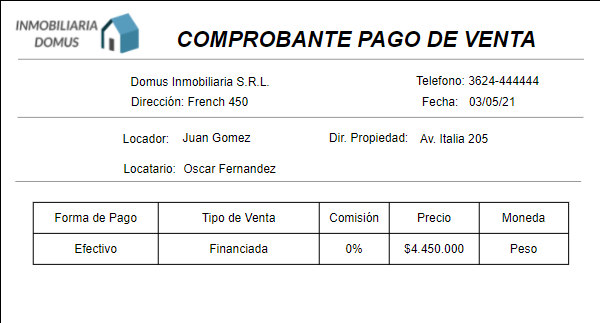 INMOBILIARIA
DOMUS
COMPROBANTE PAGO DE VENTA
Domus Inmobiliaria S.R.L.
Telefono: 3624-444444
Dirección: French 450
Fecha: 03/05/21
Locador: Juan Gomez
Dir. Propiedad: Av. Italia 205
Locatario: Oscar Fernandez
Forma de Pago Tipo de Venta Comisión Precio Moneda
Efectivo Financiada 0% $4.450.000 Peso